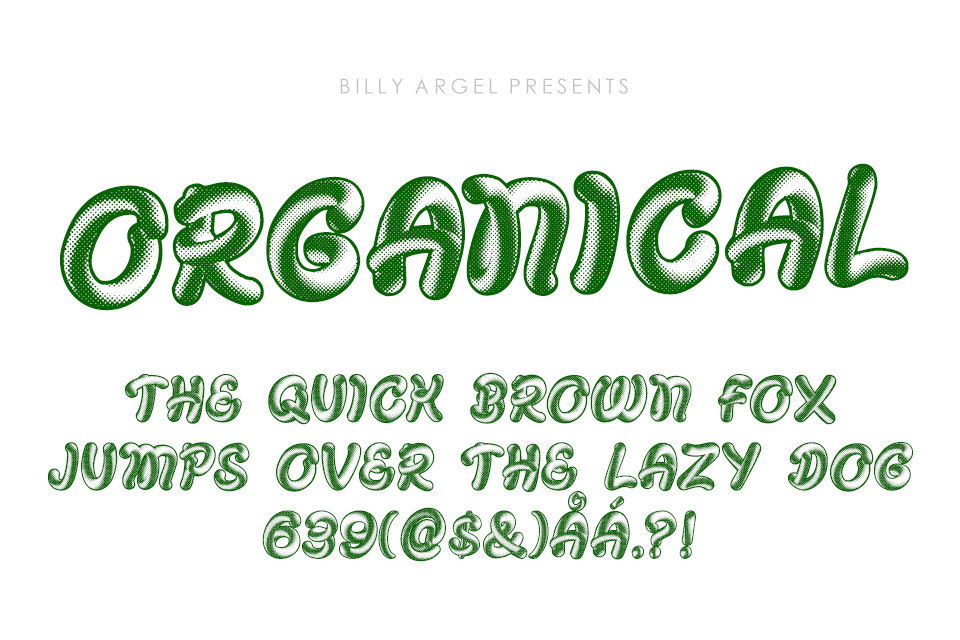 BILLY ARGEL PRESENTS
ORGANICAL
THE QUICK BROWN FOX
JUMPS OVER THE LAZY DOG
639(@$&)ÅÁ.?!